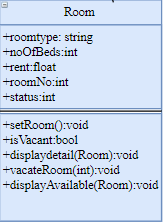 Room
+roomtype: string
+noOfBeds:int
+rent:float
+roomNo:int
+status:int
+setRoom():void
+isVacant:bool
+displaydetail(Room):void
+vacateRoom(int):void
+displayAvailable(Room):void